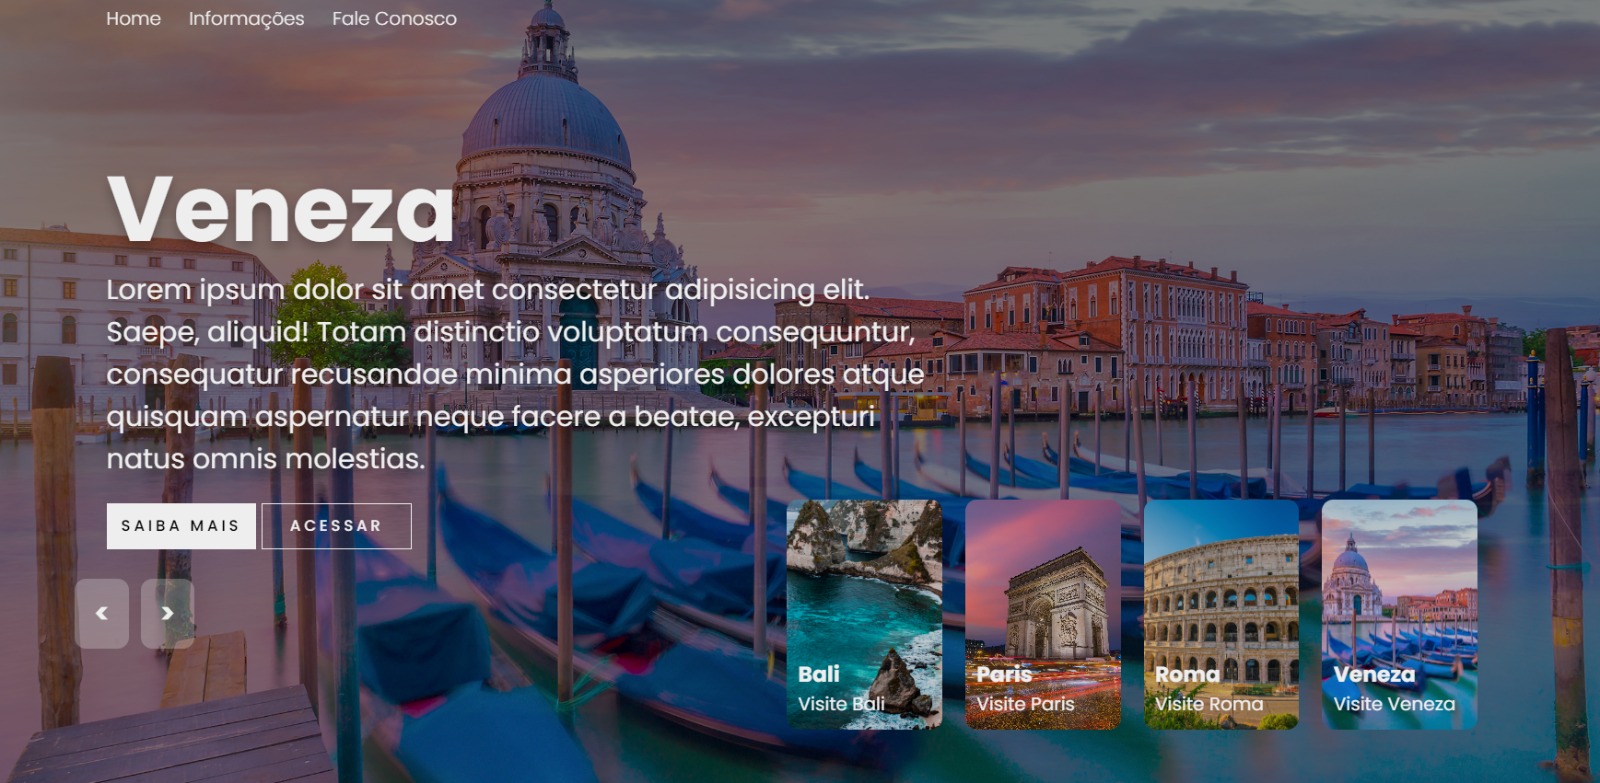 Home Informações Fale Conosco
Veneza
Lorem ipsum dolor sit amet consectetur adipisicing elit.
Saepe, aliquid! Totam distinctio voluptatum consequuntur,
consequatur recusandae minima asperiores dolores atque
quisquam aspernatur neque facere a beatae, excepturi
natus omnis molestias.
SAIBA MAIS ACESSAR
< >
Bali
Visite Bali
Paris
Visite Paris
Roma
Visite Roma
Veneza
Visite Veneza